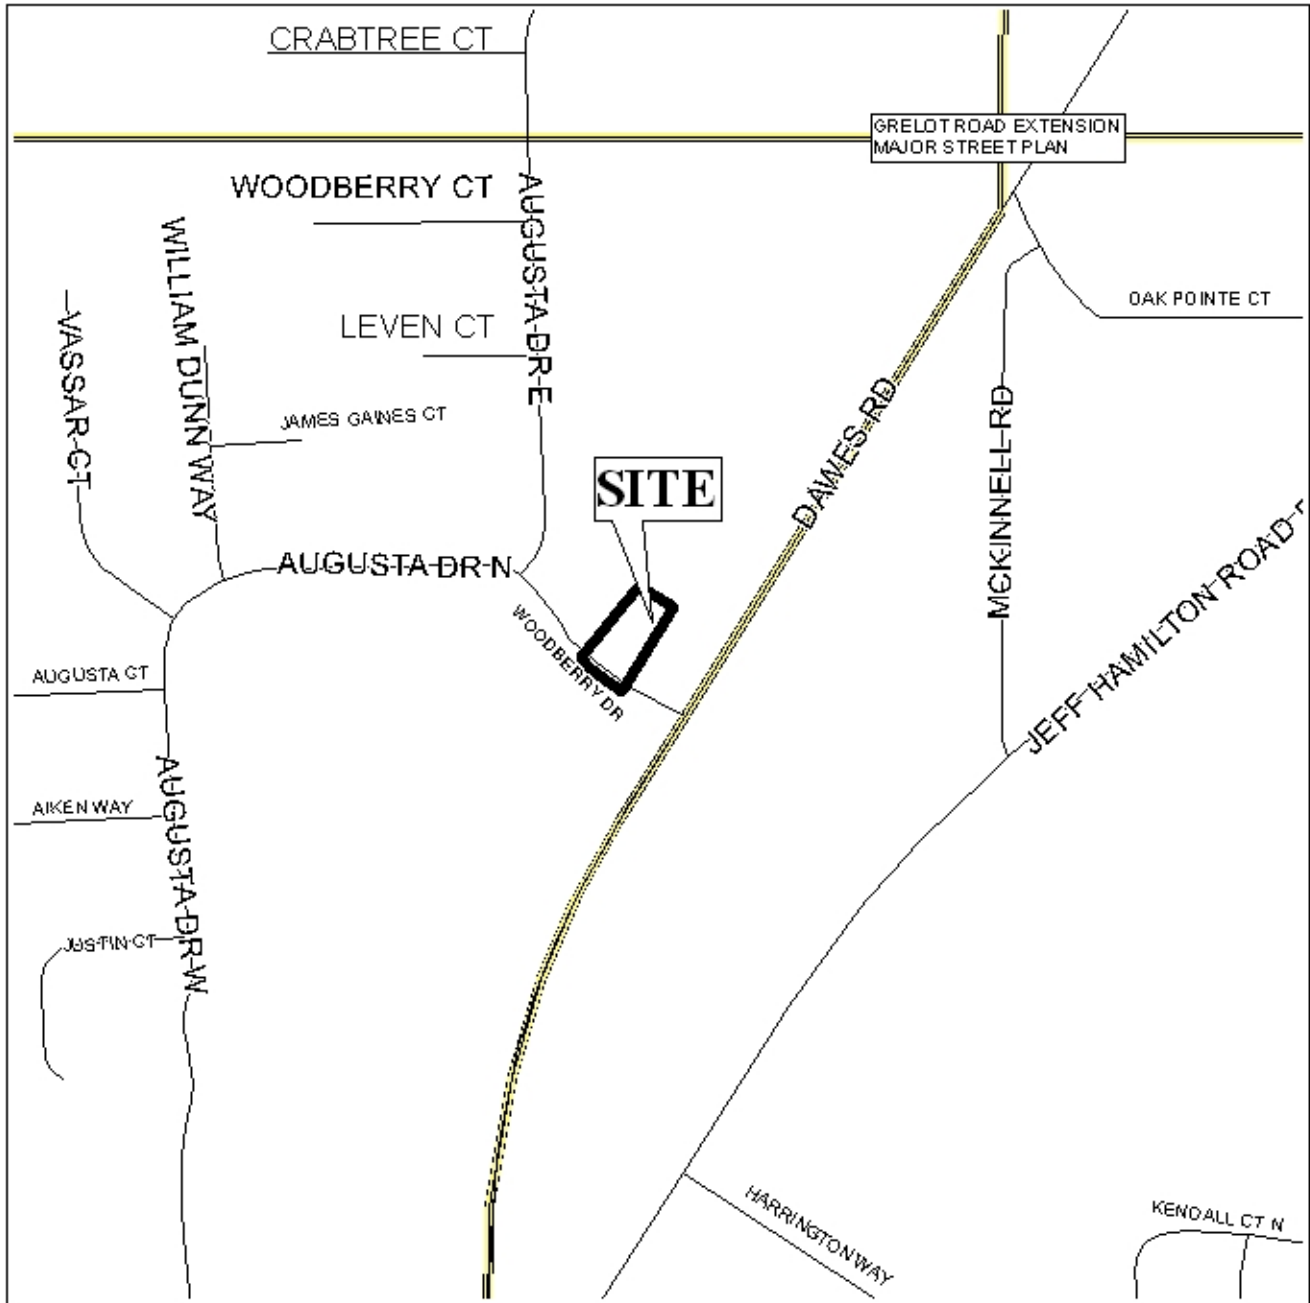 CRABTREE CT
GRELOT ROAD EXTENSION
MAJOR STREET PLAN
WOODBERRY CT
AUGUSTA DR E
WILLIAM DUNN WAY
VASSAR CT
LEVEN CT
OAK POINTE CT
JAMES GAINES CT
DAWES RD
MCKINNELL RD
SITE
JEFF HAMILTON ROAD
AUGUSTA DR N
WOODBERRY DR
AUGUSTA CT
AUGUSTA DR W
AIKEN WAY
JUSTIN CT
HARRINGTON WAY
KENDALL CT N